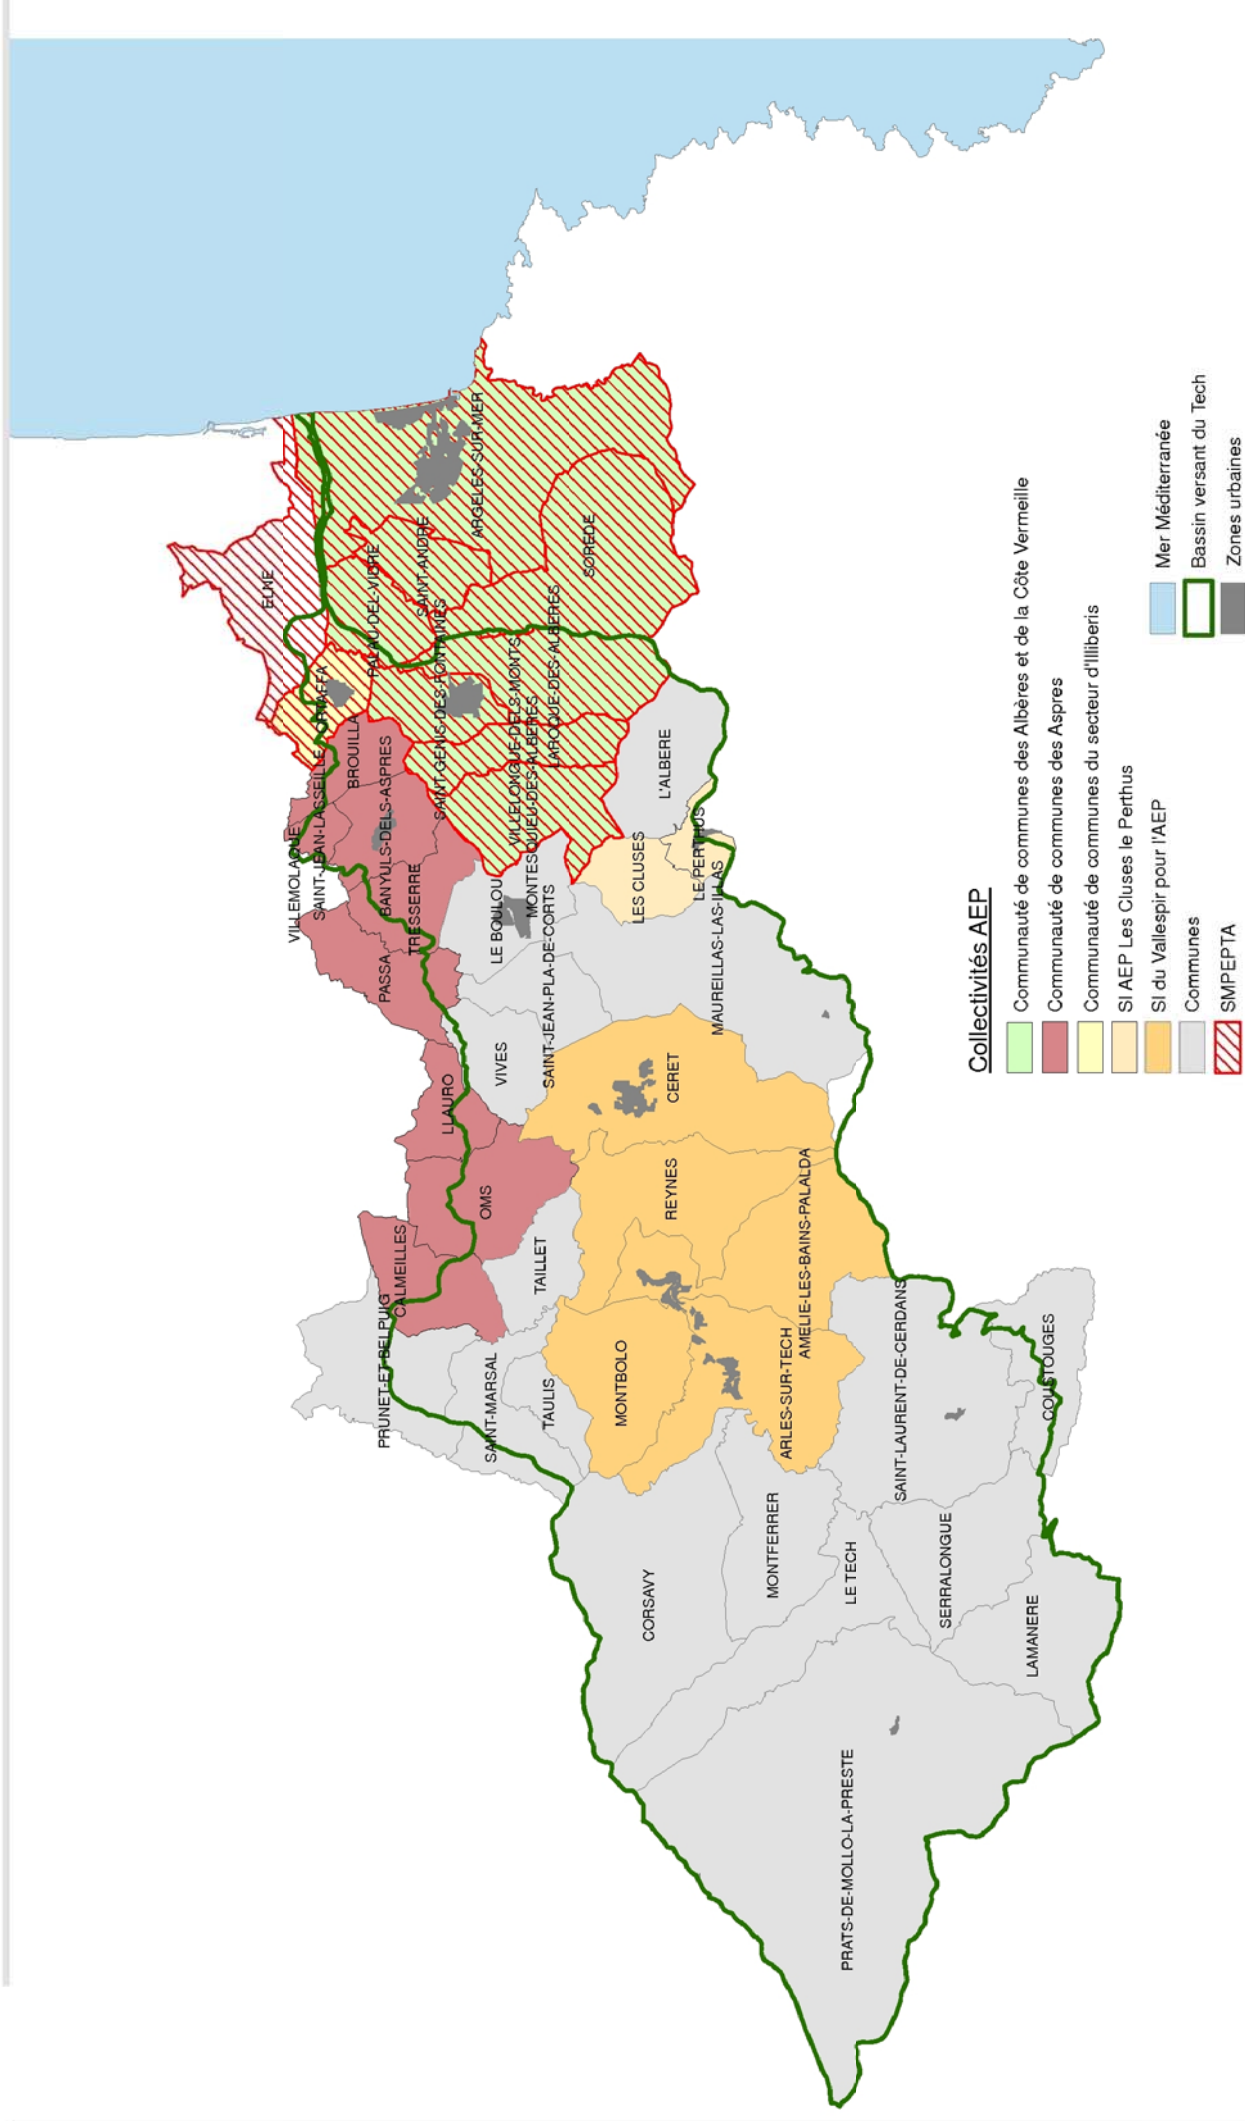 ELNE
ORTAFFA
PALAU-DEL-VIDRE
SAINT-ANDRE
ARGELES-SUR-MER
SOREDE
SAINT-GENIS-DES-FONTAINES
VILLELONGUE-DELS-MONTS
MONTESQUIEU-DES-ALBERES
LAROQUE-DES-ALBERES
L'ALBERE
VILLEMOLAQUE
SAINT-JEAN-LASSEILLE
BROUILLA
BANYULS-DELS-ASPRES
TRESSERRE
PASSA
LE BOULOU
SAINT-JEAN-PLA-DE-CORTS
LES CLUSES
LE PERTHUS
MAUREILLAS-LAS-ILLAS
LLAURO
VIVES
CERET
OMS
CALMEILLES
TAILLET
REYNES
AMELIE-LES-BAINS-PALALDA
PRUNET-ET-BELPUIG
SAINT-MARSAL
TAULIS
MONTBOLO
ARLES-SUR-TECH
SAINT-LAURENT-DE-CERDANS
COUSTOUGES
CORSAVY
MONTFERRER
LE TECH
SERRALONGUE
LAMANERE
PRATS-DE-MOLLO-LA-PRESTE
Collectivités AEP
Communauté de communes des Albères et de la Côte Vermeille
Communauté de communes des Aspres
Communauté de communes du secteur d'Illiberis
SI AEP Les Cluses le Perthus
SI du Vallespir pour l'AEP
Communes
SMPEPTA
Mer Méditerranée
Bassin versant du Tech
Zones urbaines